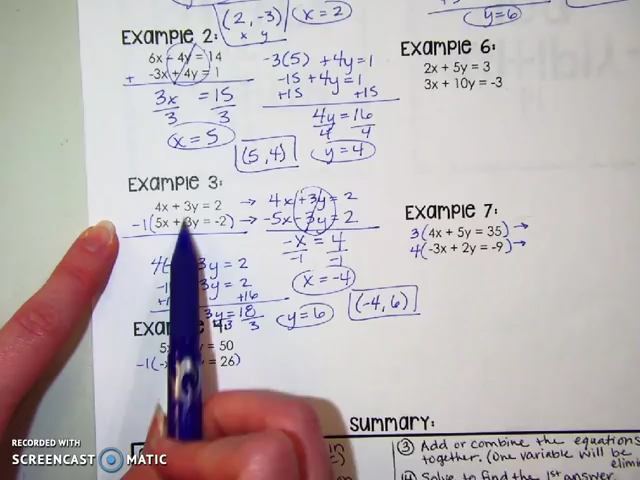 (2, -3)
x y
x = 2
y = 6
Example 2:
6x - 4y = 14
+ -3x + 4y = 1
3x = 15
3 3
x = 5
-3(5) + 4y = 1
-15 + 4y = 1
+15 +15
4y = 16
4 4
y = 4
(5, 4)
Example 3:
4x + 3y = 2 → 4x + 3y = 2
-1(5x + 3y = -2) → -5x - 3y = 2
-x = 4
-1 -1
x = -4
3y = 2
3y = 2
+16
3y = 18
3 3
y = 6
(-4, 6)
= 50
-1( = 26)
Example 6:
2x + 5y = 3
3x + 10y = -3
Example 7:
3(4x + 5y = 35) →
4(-3x + 2y = -9) →
SUMMARY:
③ Add or combine the equations
together. (One variable will be
④ Solve to find the 1st answer
RECORDED WITH
SCREENCAST MATIC